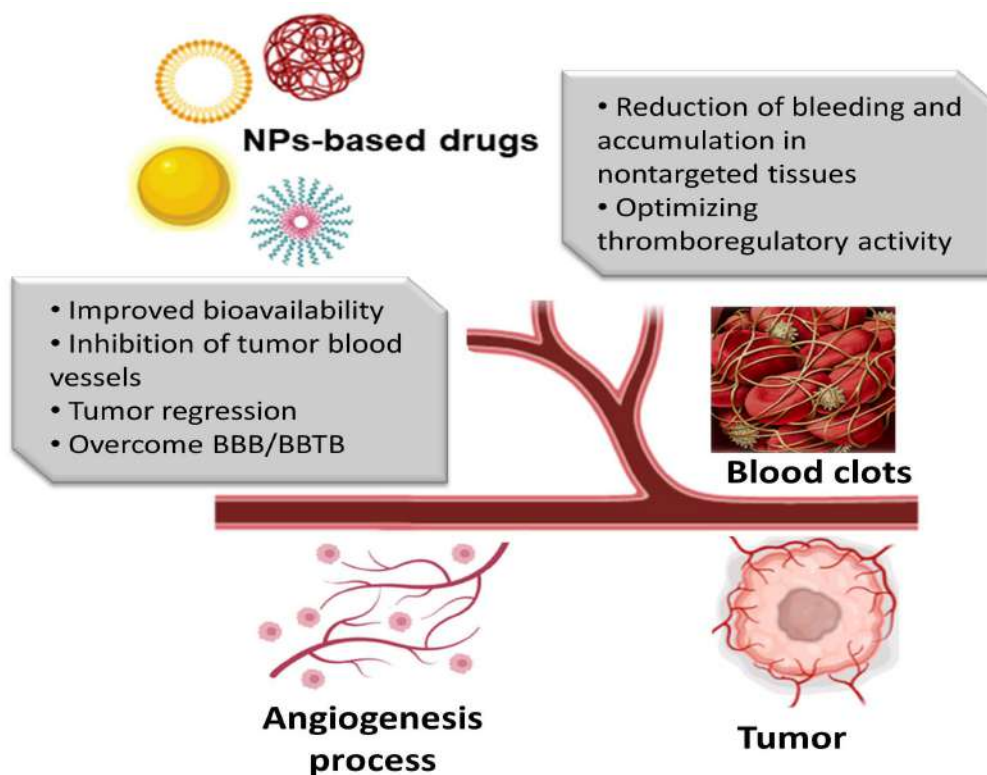 NPs-based drugs
• Reduction of bleeding and
accumulation in
nontargeted tissues
• Optimizing
thromboregulatory activity
• Improved bioavailability
• Inhibition of tumor blood
vessels
• Tumor regression
• Overcome BBB/BBTB
Blood clots
Angiogenesis
process
Tumor